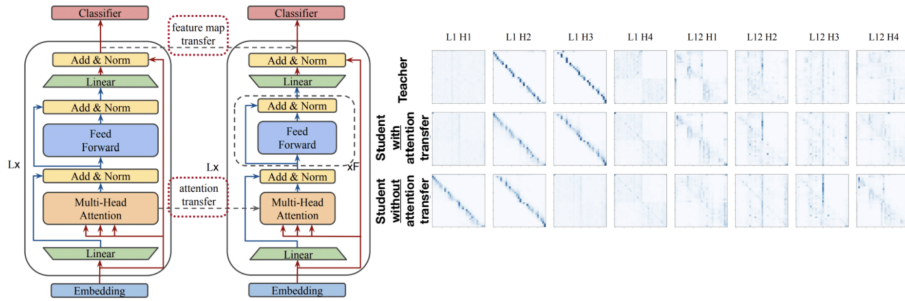 Classifier
feature map
transfer
Add & Norm
Linear
Add & Norm
Feed
Forward
Lx
Add & Norm
Multi-Head
Attention
attention
transfer
Linear
Embedding
Classifier
Add & Norm
Linear
Add & Norm
Feed
Forward
Lx
xF
Add & Norm
Multi-Head
Attention
Linear
Embedding
L1 H1 L1 H2 L1 H3 L1 H4 L12 H1 L12 H2 L12 H3 L12 H4
Teacher
Student
with
attention
transfer
Student
without
attention
transfer